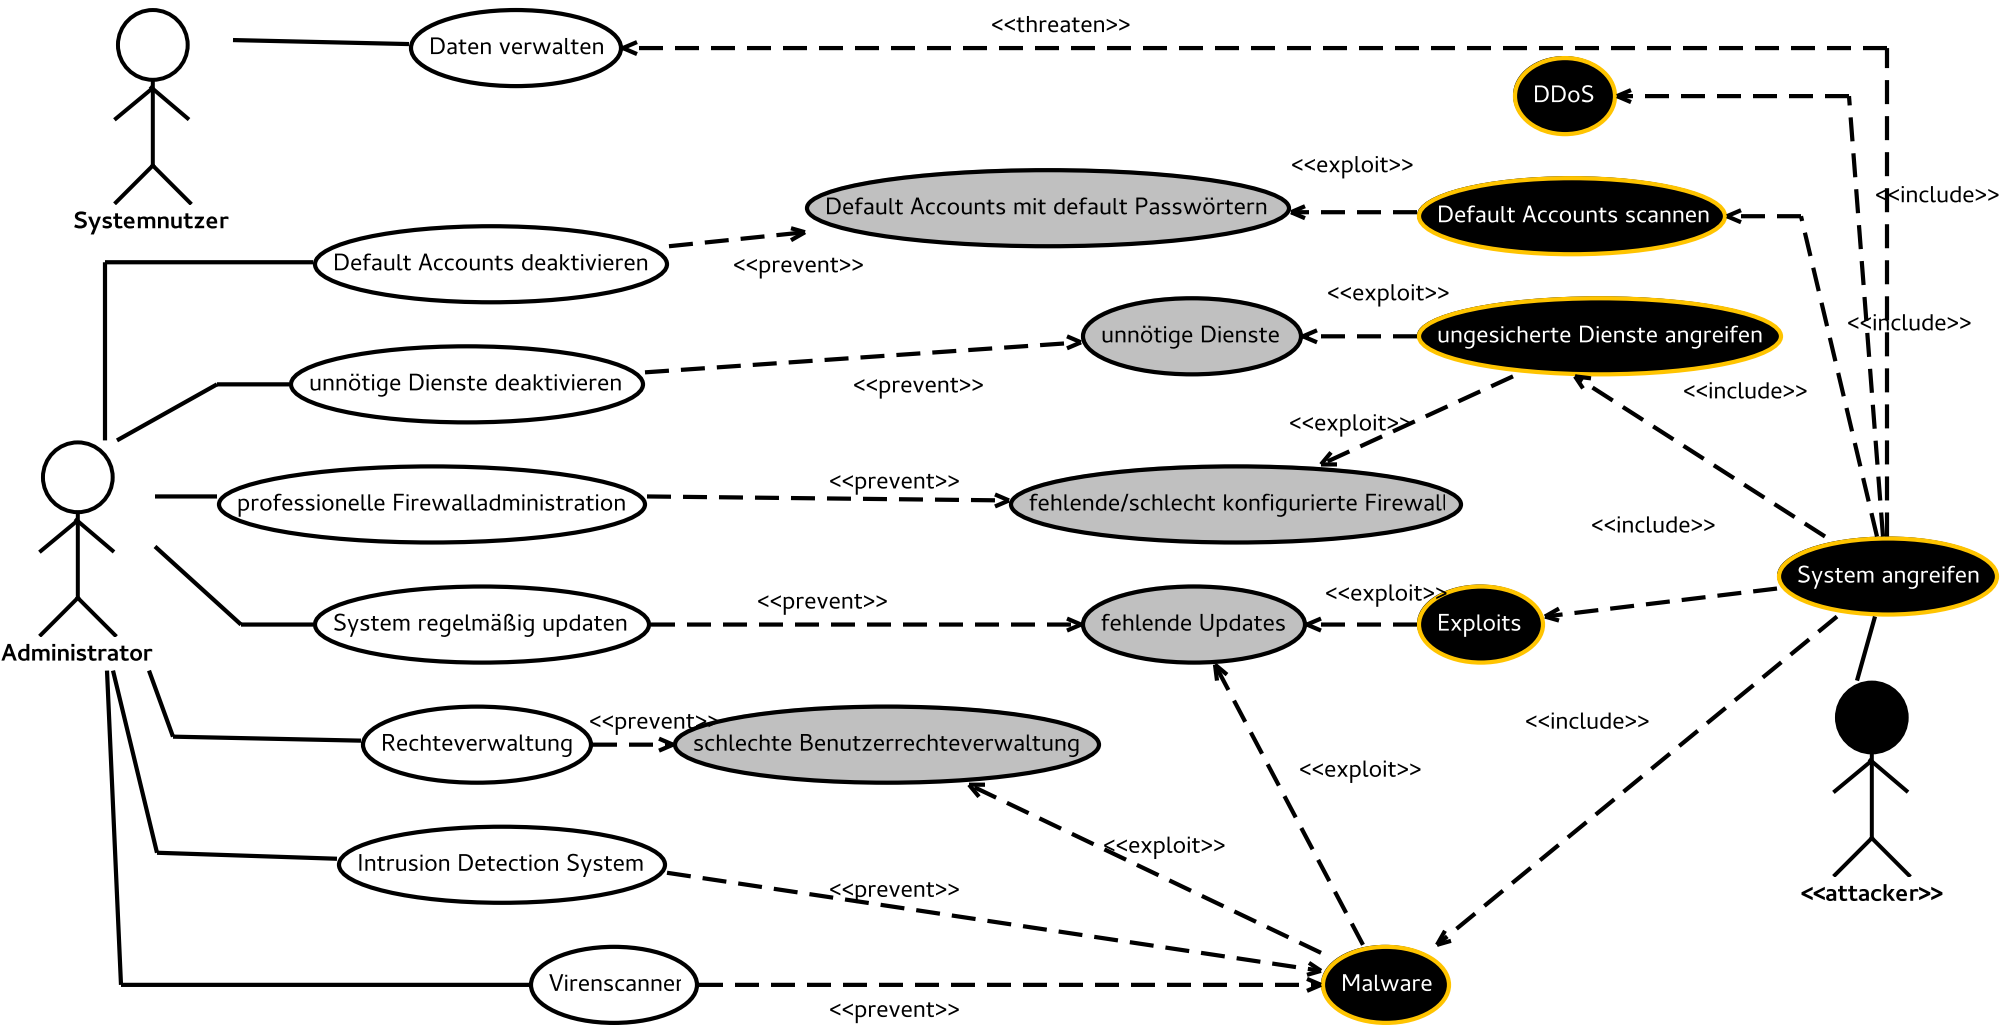 <<threaten>>
Daten verwalten
DDoS
<<exploit>>
<<include>>
Default Accounts mit default Passwörtern
Default Accounts scannen
Systemnutzer
Default Accounts deaktivieren
<<prevent>>
<<exploit>>
<<include>>
unnötige Dienste
ungesicherte Dienste angreifen
unnötige Dienste deaktivieren
<<prevent>>
<<include>>
<<exploit>>
<<prevent>>
professionelle Firewalladministration
fehlende/schlecht konfigurierte Firewall
<<include>>
System angreifen
<<prevent>>
<<exploit>>
System regelmäßig updaten
fehlende Updates
Exploits
Administrator
<<prevent>>
<<include>>
Rechteverwaltung
schlechte Benutzerrechteverwaltung
<<exploit>>
<<exploit>>
Intrusion Detection System
<<prevent>>
<<attacker>>
Virenscanner
Malware
<<prevent>>